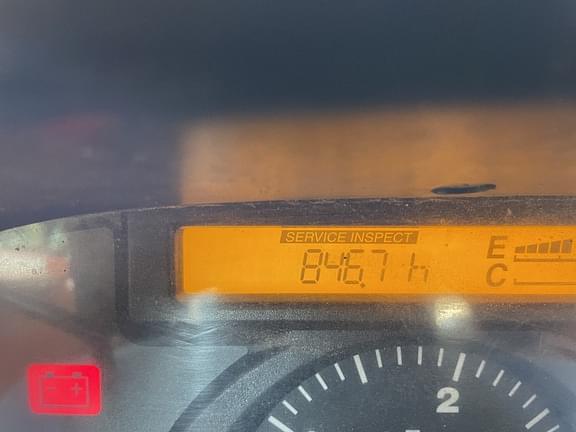 SERVICE INSPECT
846.7 h
E
C
- +
2